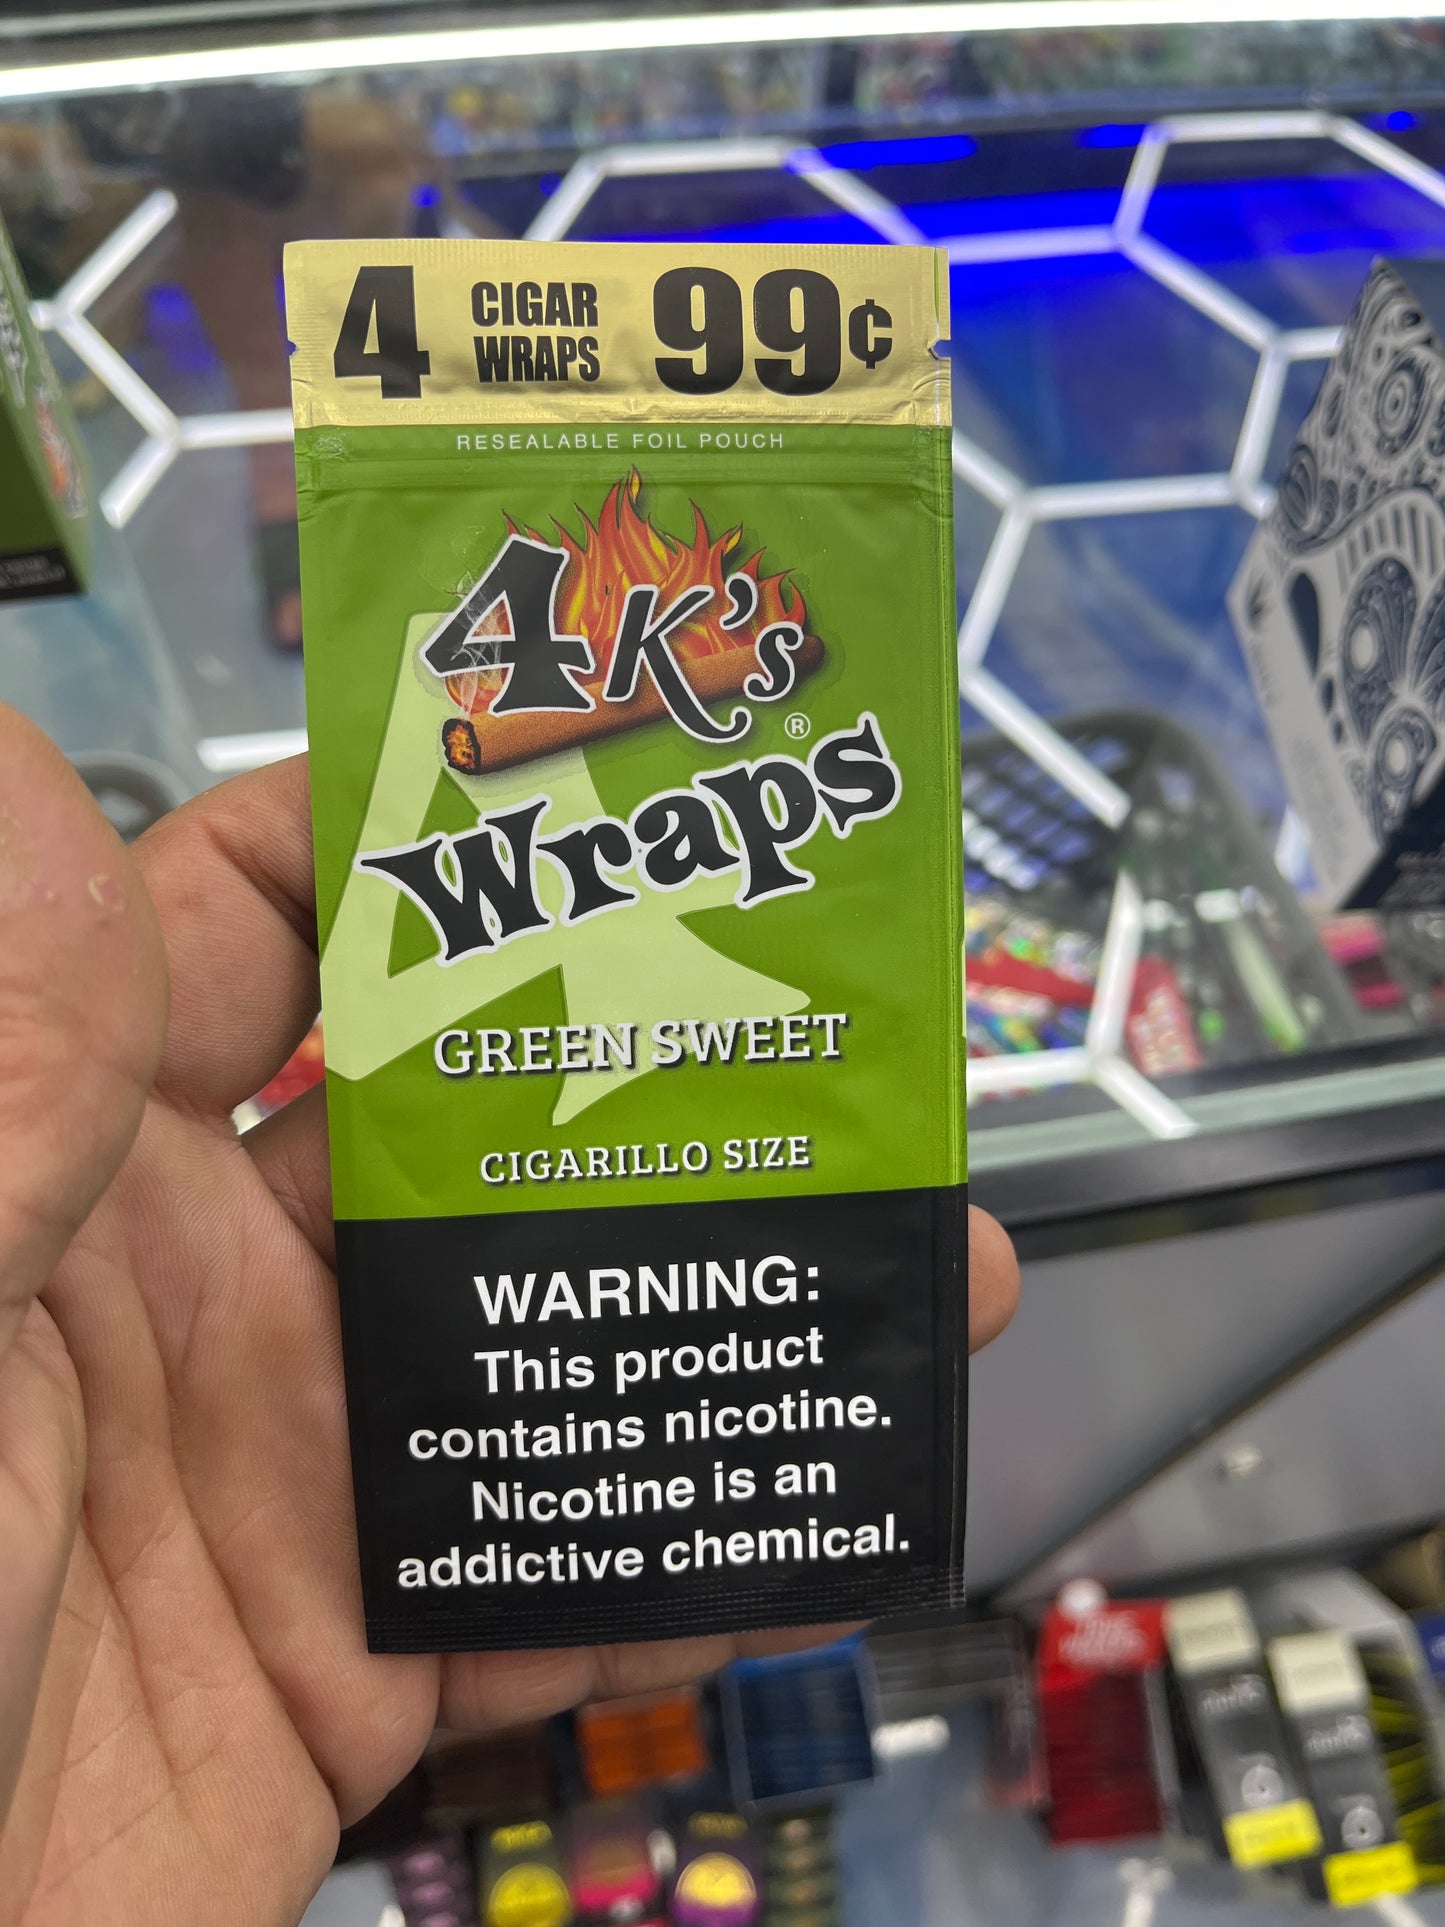 4 CIGAR WRAPS 99¢
RESEALABLE FOIL POUCH
4K's
Wraps®
GREEN SWEET
CIGARILLO SIZE
WARNING:
This product
contains nicotine.
Nicotine is an
addictive chemical.